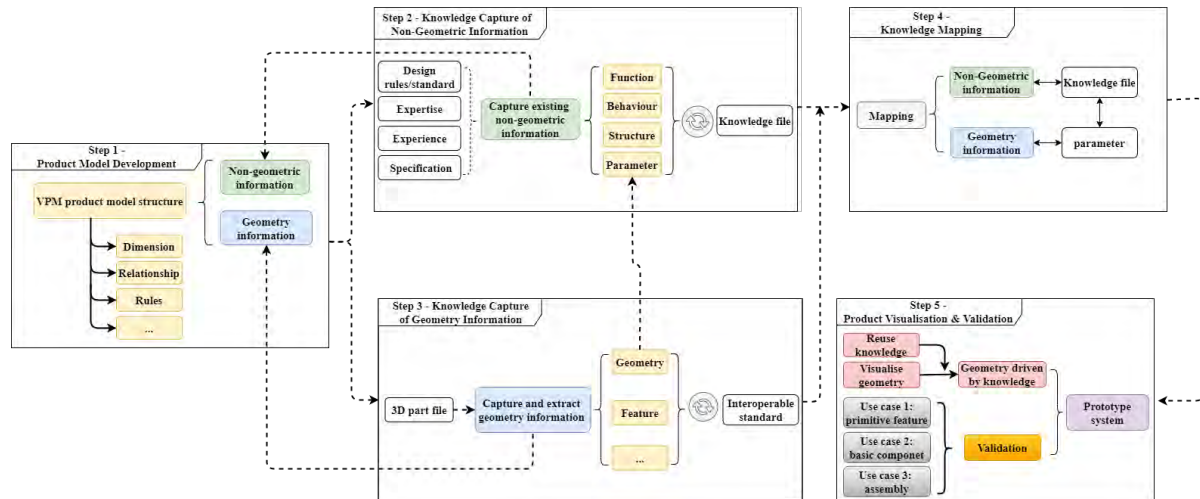 Step 1 -
Product Model Development
VPM product model structure
Dimension
Relationship
Rules
...
Non-geometric
information
Geometry
information
Step 2 - Knowledge Capture of
Non-Geometric Information
Design
rules/standard
Expertise
Experience
Specification
Capture existing
non-geometric
information
Function
Behaviour
Structure
Parameter
Knowledge file
Step 3 - Knowledge Capture
of Geometry Information
3D part file
Capture and extract
geometry information
Geometry
Feature
...
Interoperable
standard
Step 4 -
Knowledge Mapping
Mapping
Non-Geometric
information
Knowledge file
Geometry
information
parameter
Step 5 -
Product Visualisation & Validation
Reuse
knowledge
Visualise
geometry
Geometry driven
by knowledge
Use case 1:
primitive feature
Use case 2:
basic componet
Use case 3:
assembly
Validation
Prototype
system